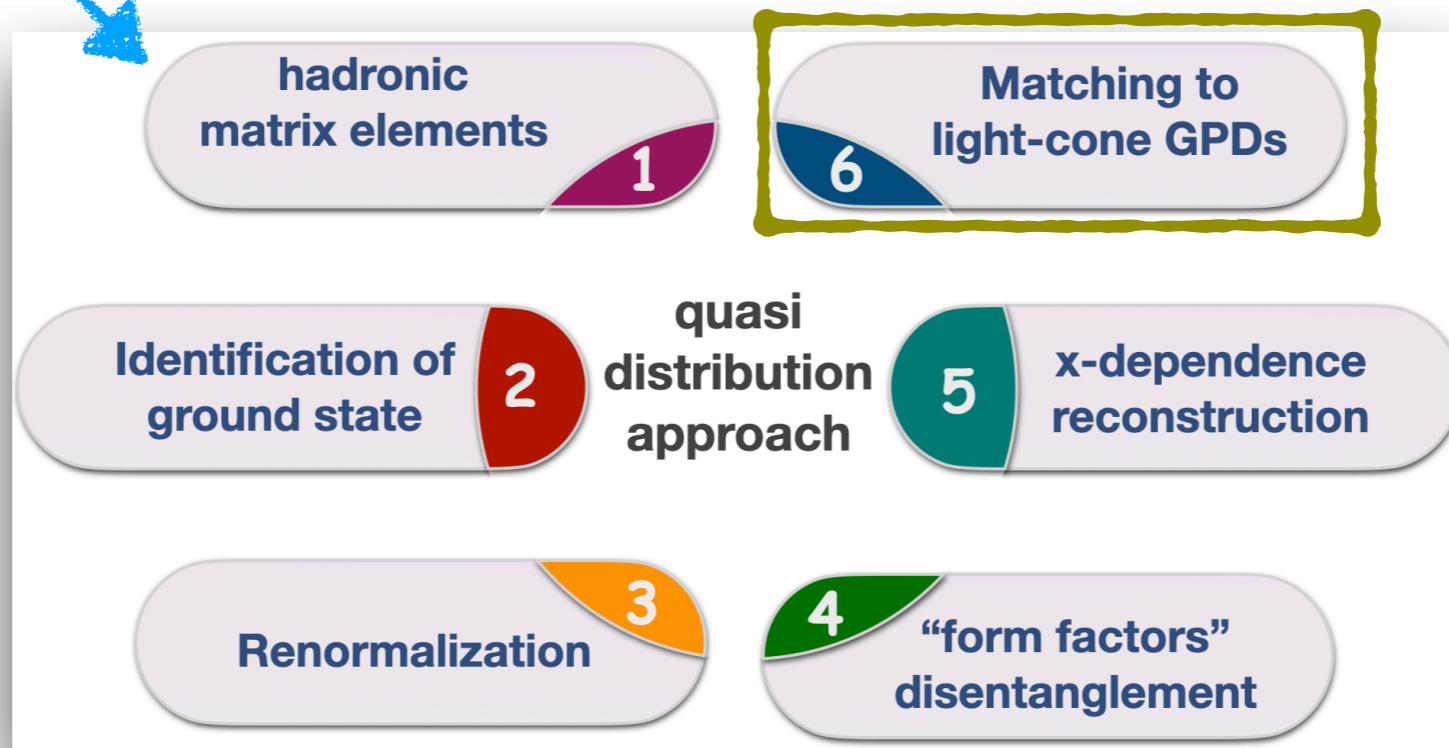 hadronic
matrix elements
1
6
Matching to
light-cone GPDs
Identification of
ground state
2
quasi
distribution
approach
5
x-dependence
reconstruction
Renormalization
3
4
“form factors”
disentanglement